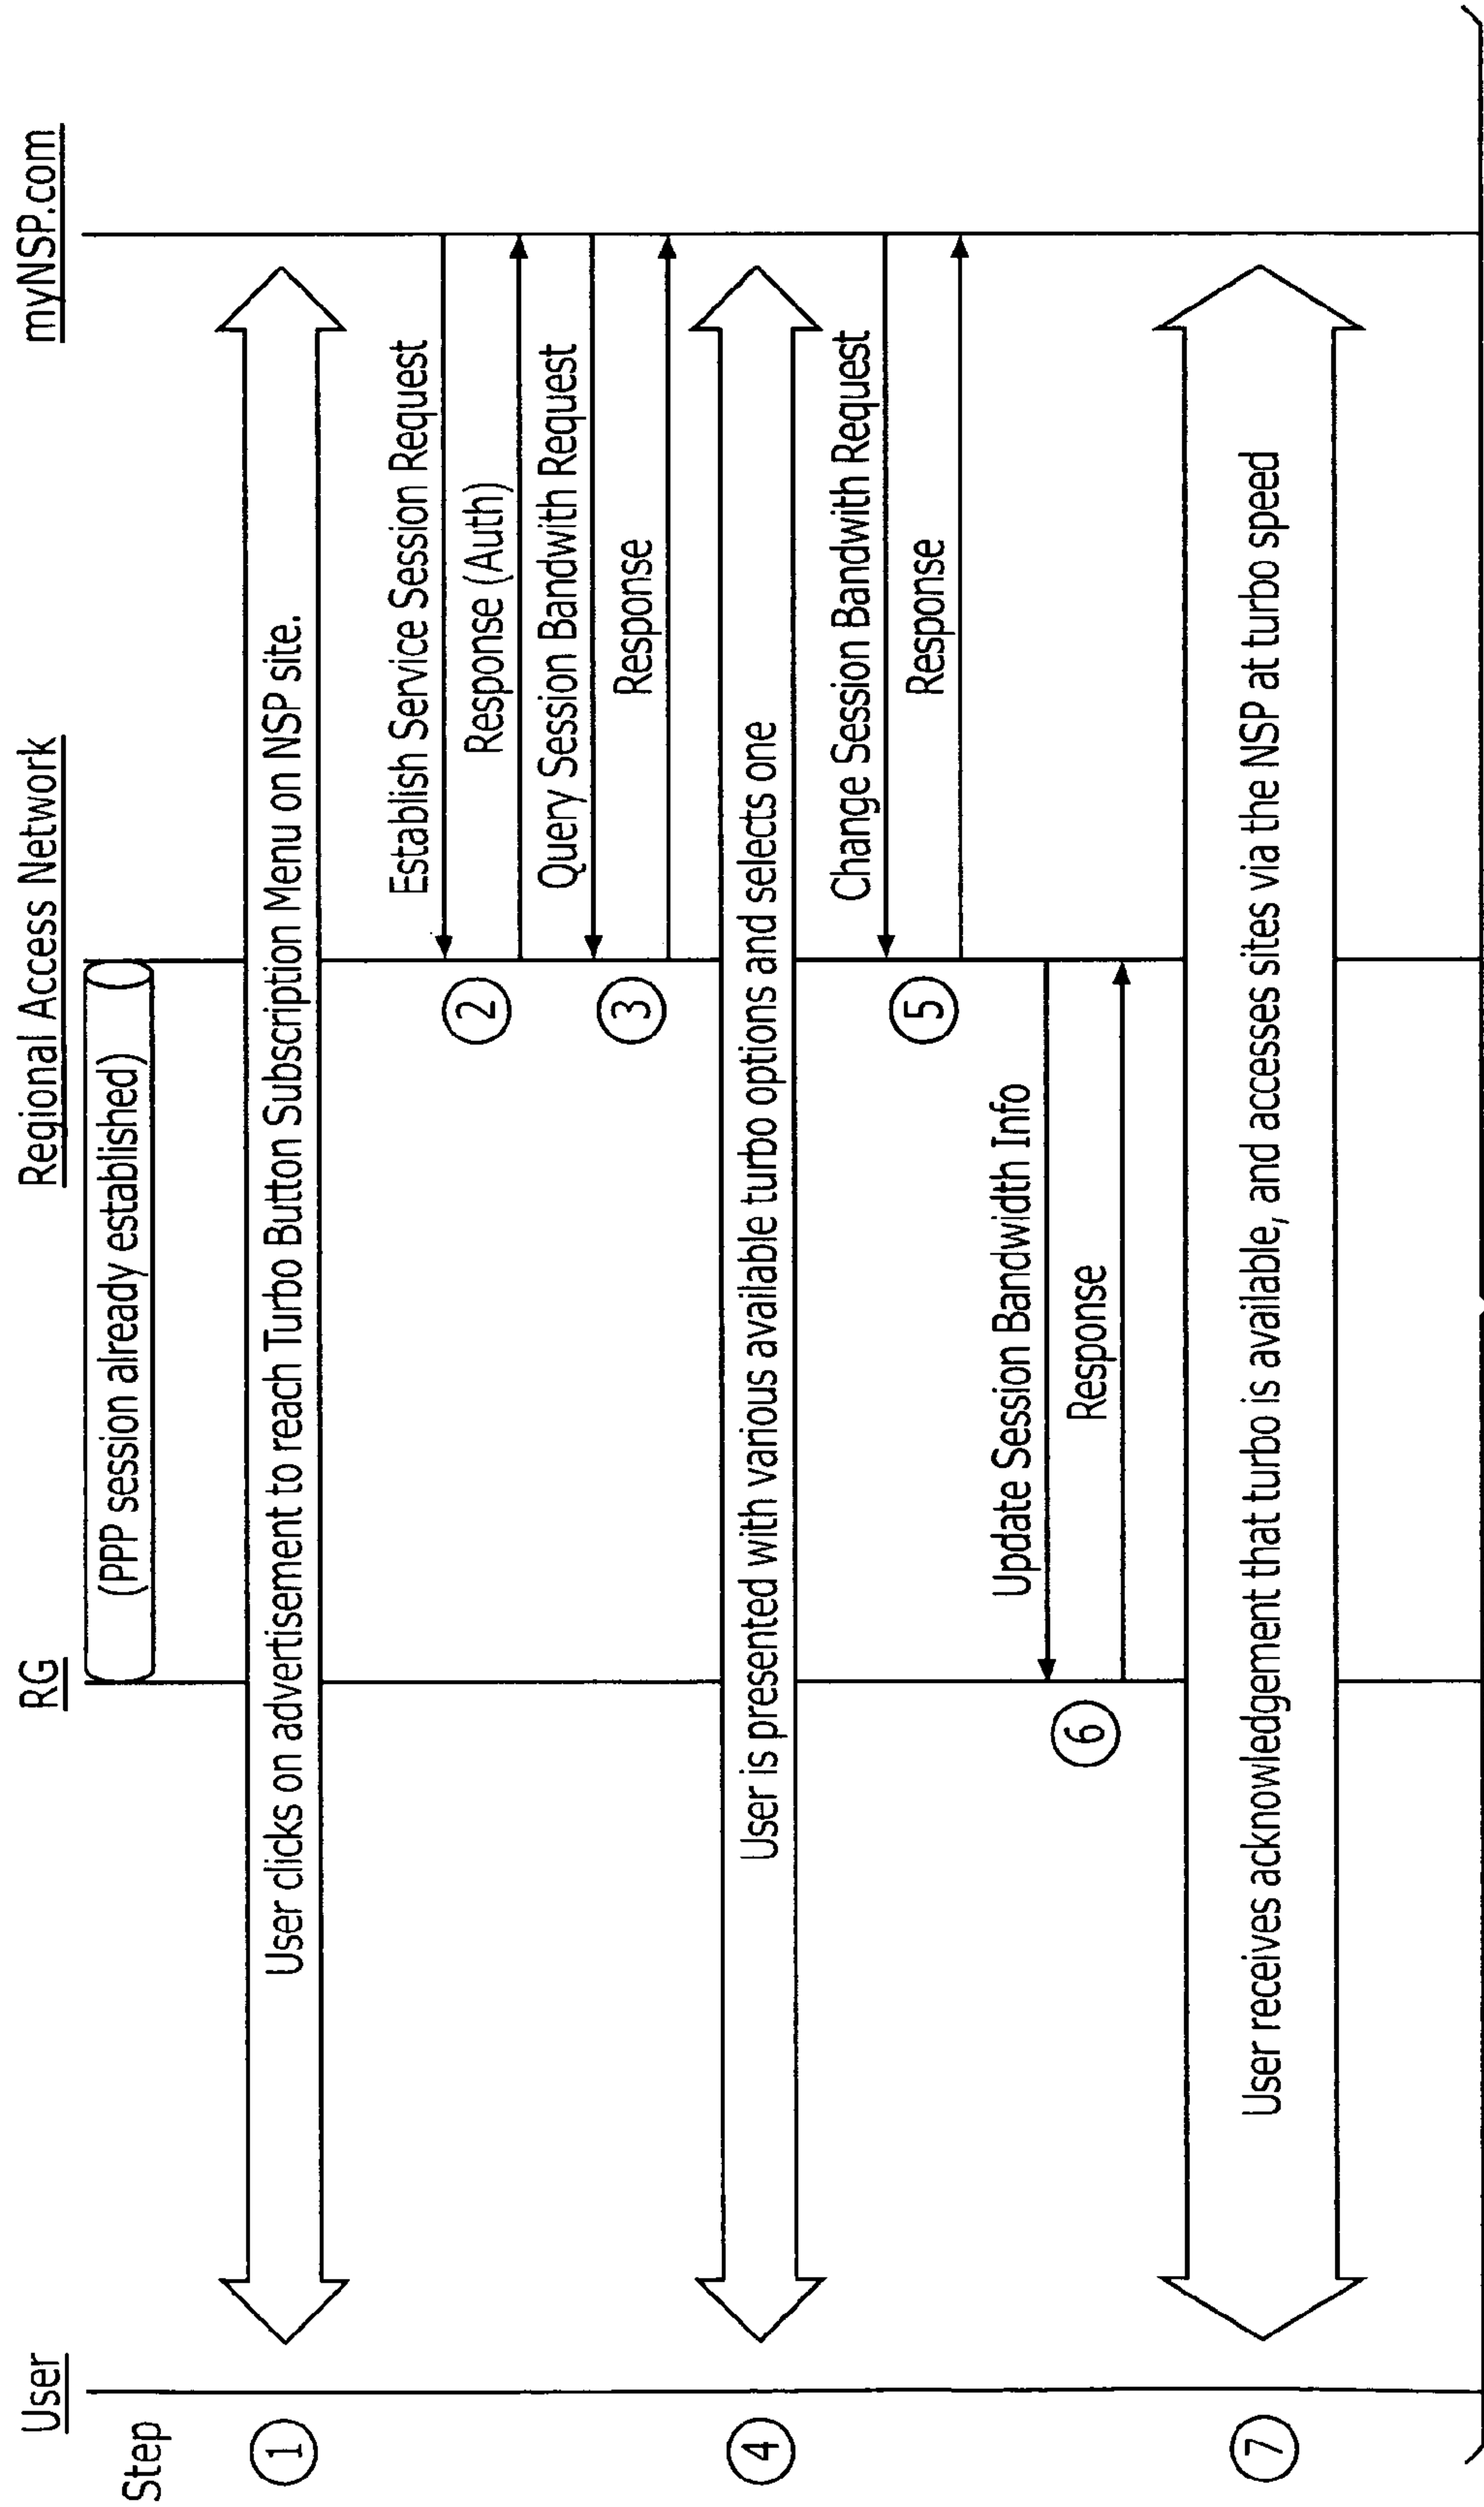 User
RG
Regional Access Network
myNSP.com
Step
(PPP session already established)
1
User clicks on advertisement to reach Turbo Button Subscription Menu on NSP site.
Establish Service Session Request
2
Response (Auth)
Query Session Bandwith Request
3
Response
4
User is presented with various available turbo options and selects one
Change Session Bandwith Request
5
Response
Update Session Bandwidth Info
6
Response
7
User receives acknowledgement that turbo is available, and accesses sites via the NSP at turbo speed